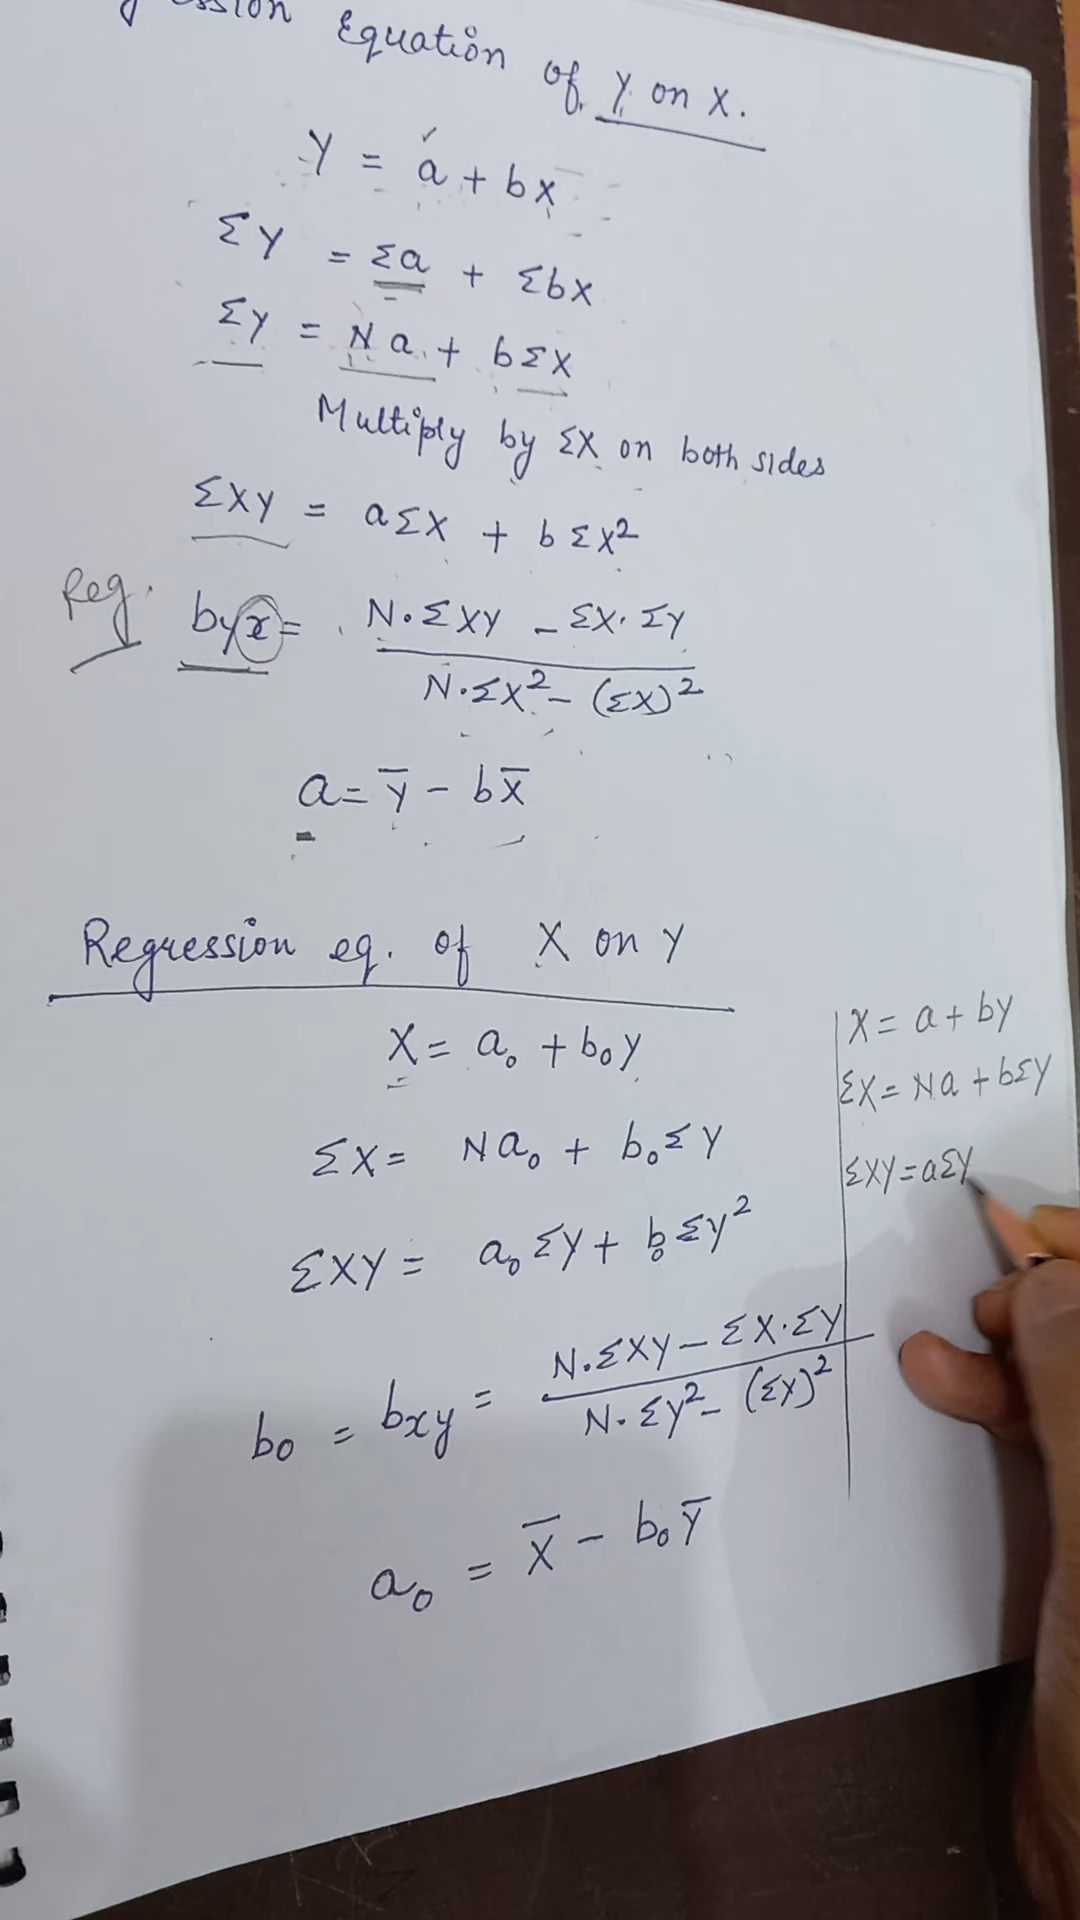 Equation of Y on X.
Y = a + bX
ΣY = Σa + ΣbX
ΣY = Na + bΣX
Multiply by ΣX on both sides
ΣXY = aΣX + bΣX²
Reg. byx = N·ΣXY - ΣX·ΣY
N·ΣX² - (ΣX)²
a = Y̅ - bX̅
Regression eq. of X on Y
X = a₀ + b₀Y
ΣX = Na₀ + b₀ΣY
ΣXY = a₀ΣY + b₀ΣY²
b₀ = bxy = N·ΣXY - ΣX·ΣY
N·ΣY² - (ΣY)²
a₀ = X̅ - b₀Y̅
X = a + bY
ΣX = Na + bΣY
ΣXY = aΣY